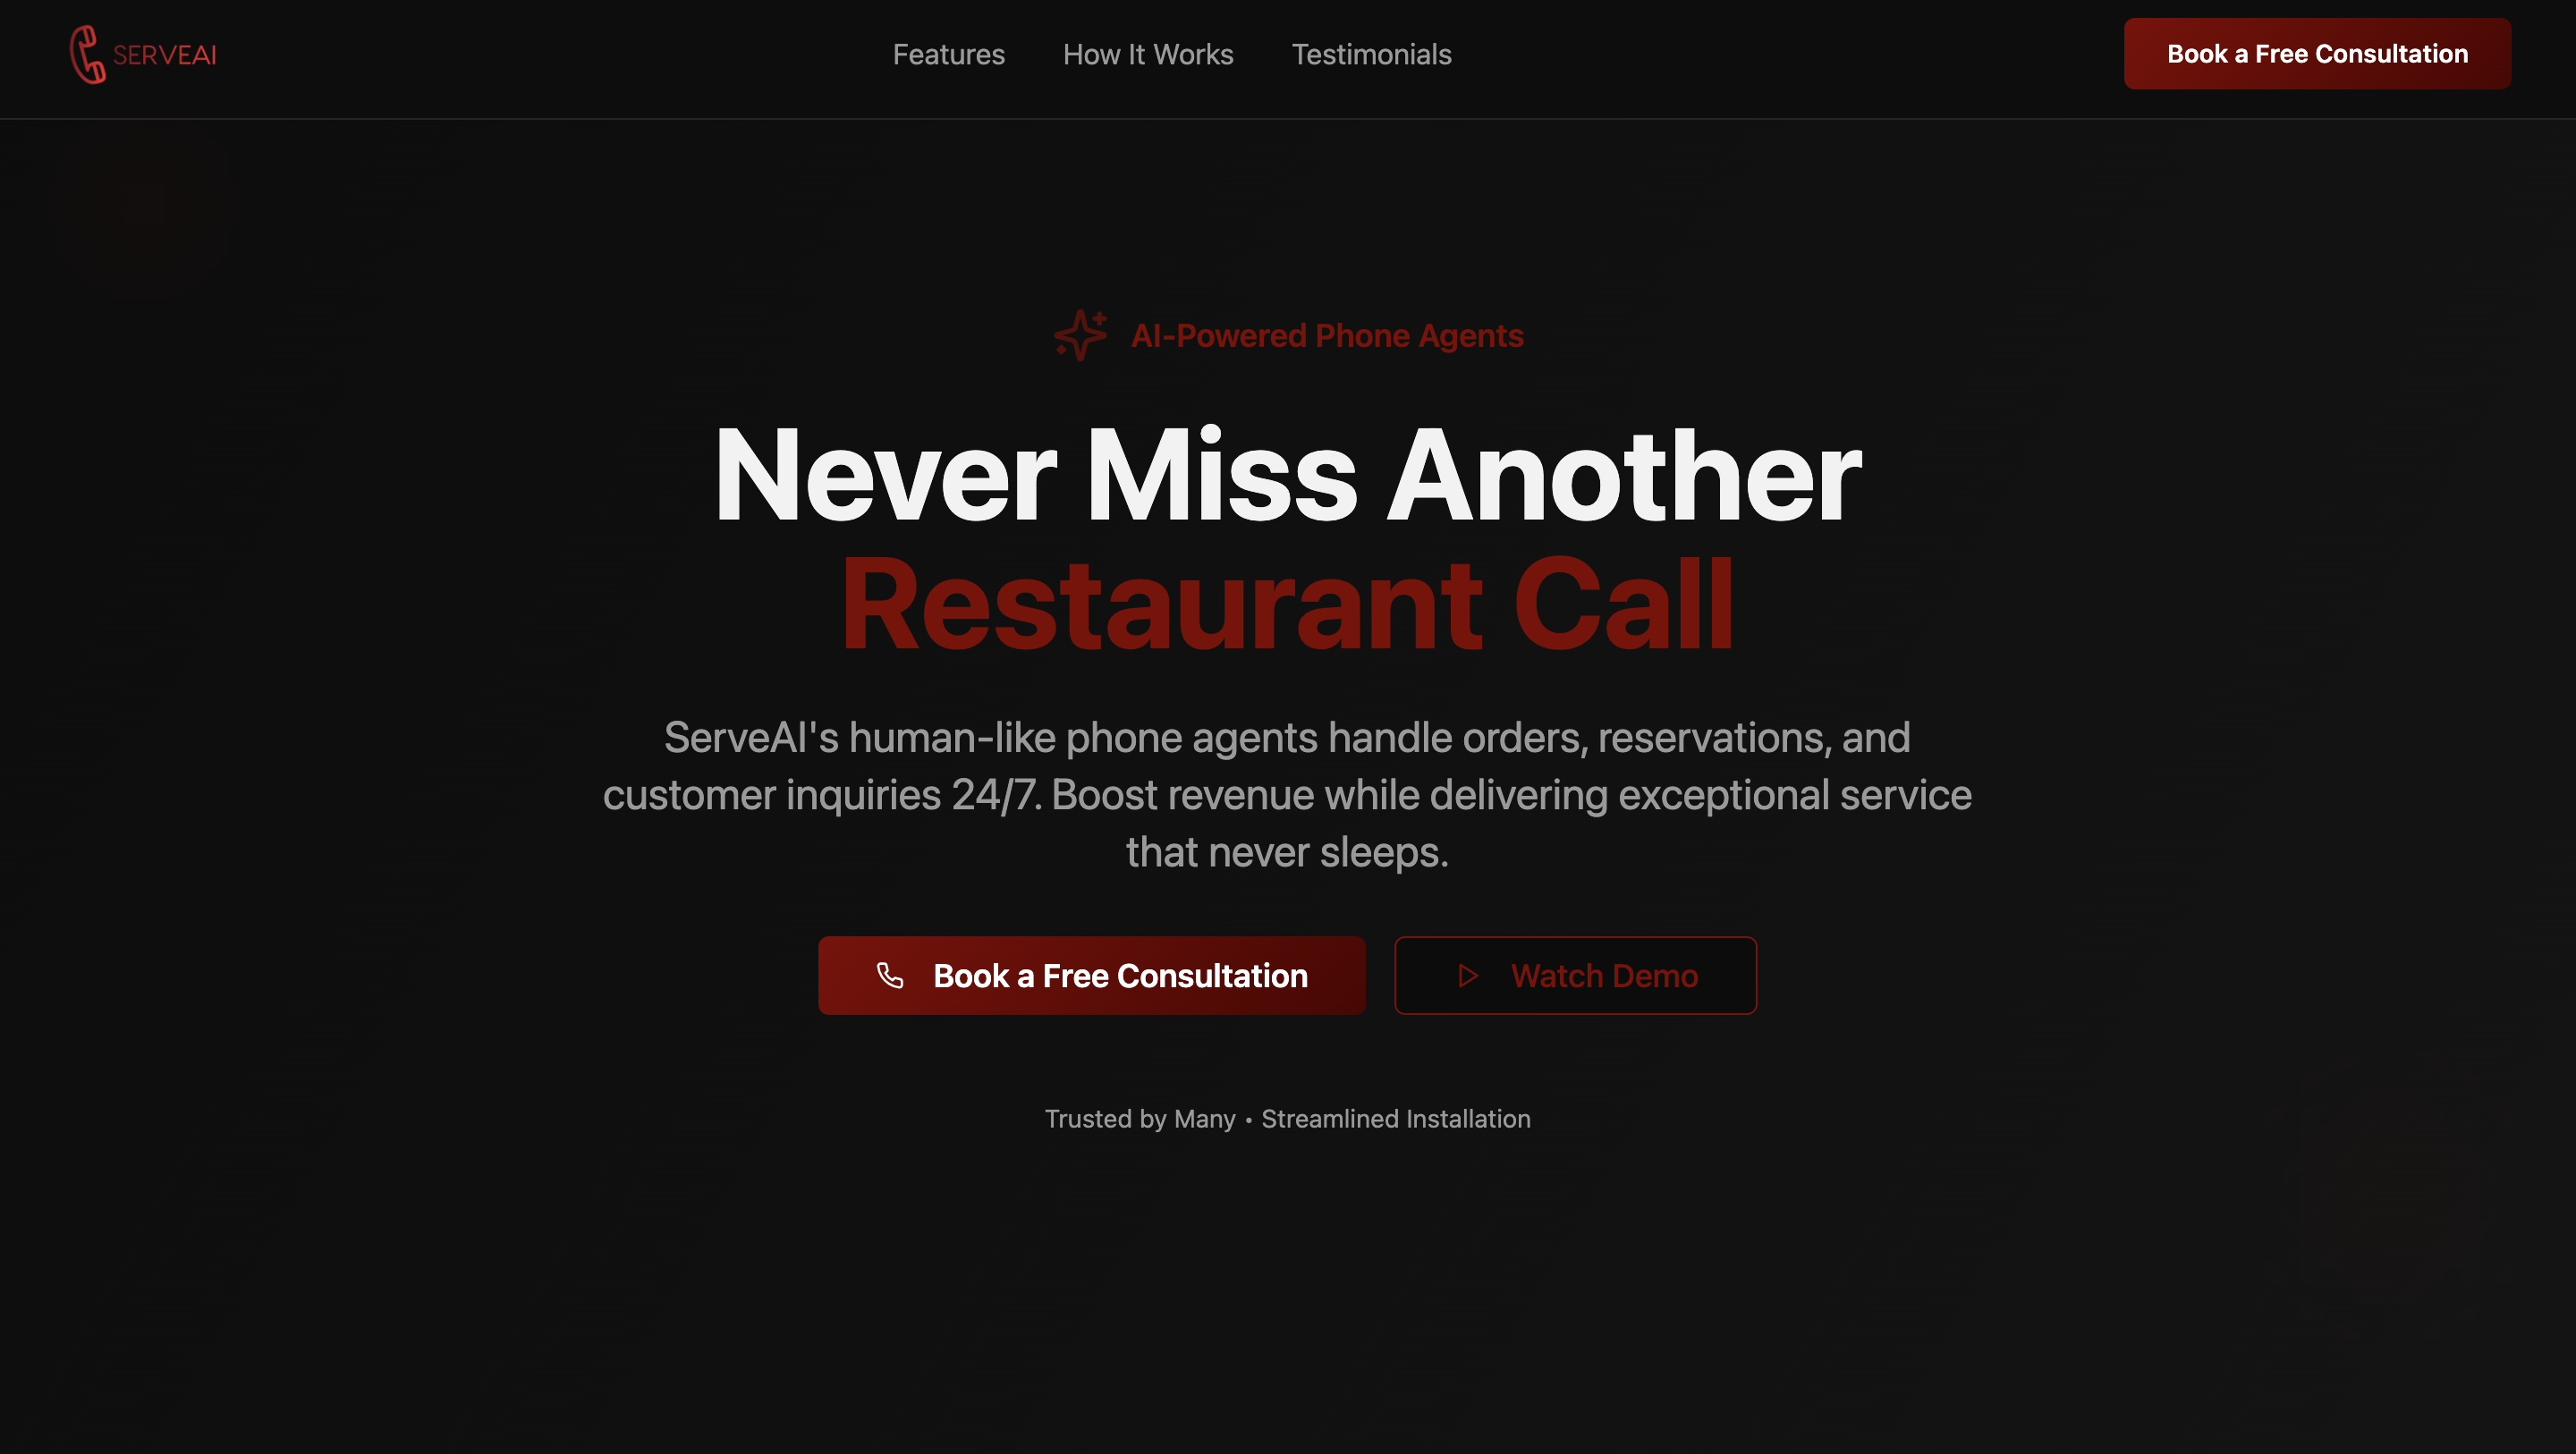 SERVEAI
Features
How It Works
Testimonials
Book a Free Consultation
AI-Powered Phone Agents
Never Miss Another
Restaurant Call
ServeAI's human-like phone agents handle orders, reservations, and
customer inquiries 24/7. Boost revenue while delivering exceptional service
that never sleeps.
Book a Free Consultation
Watch Demo
Trusted by Many • Streamlined Installation